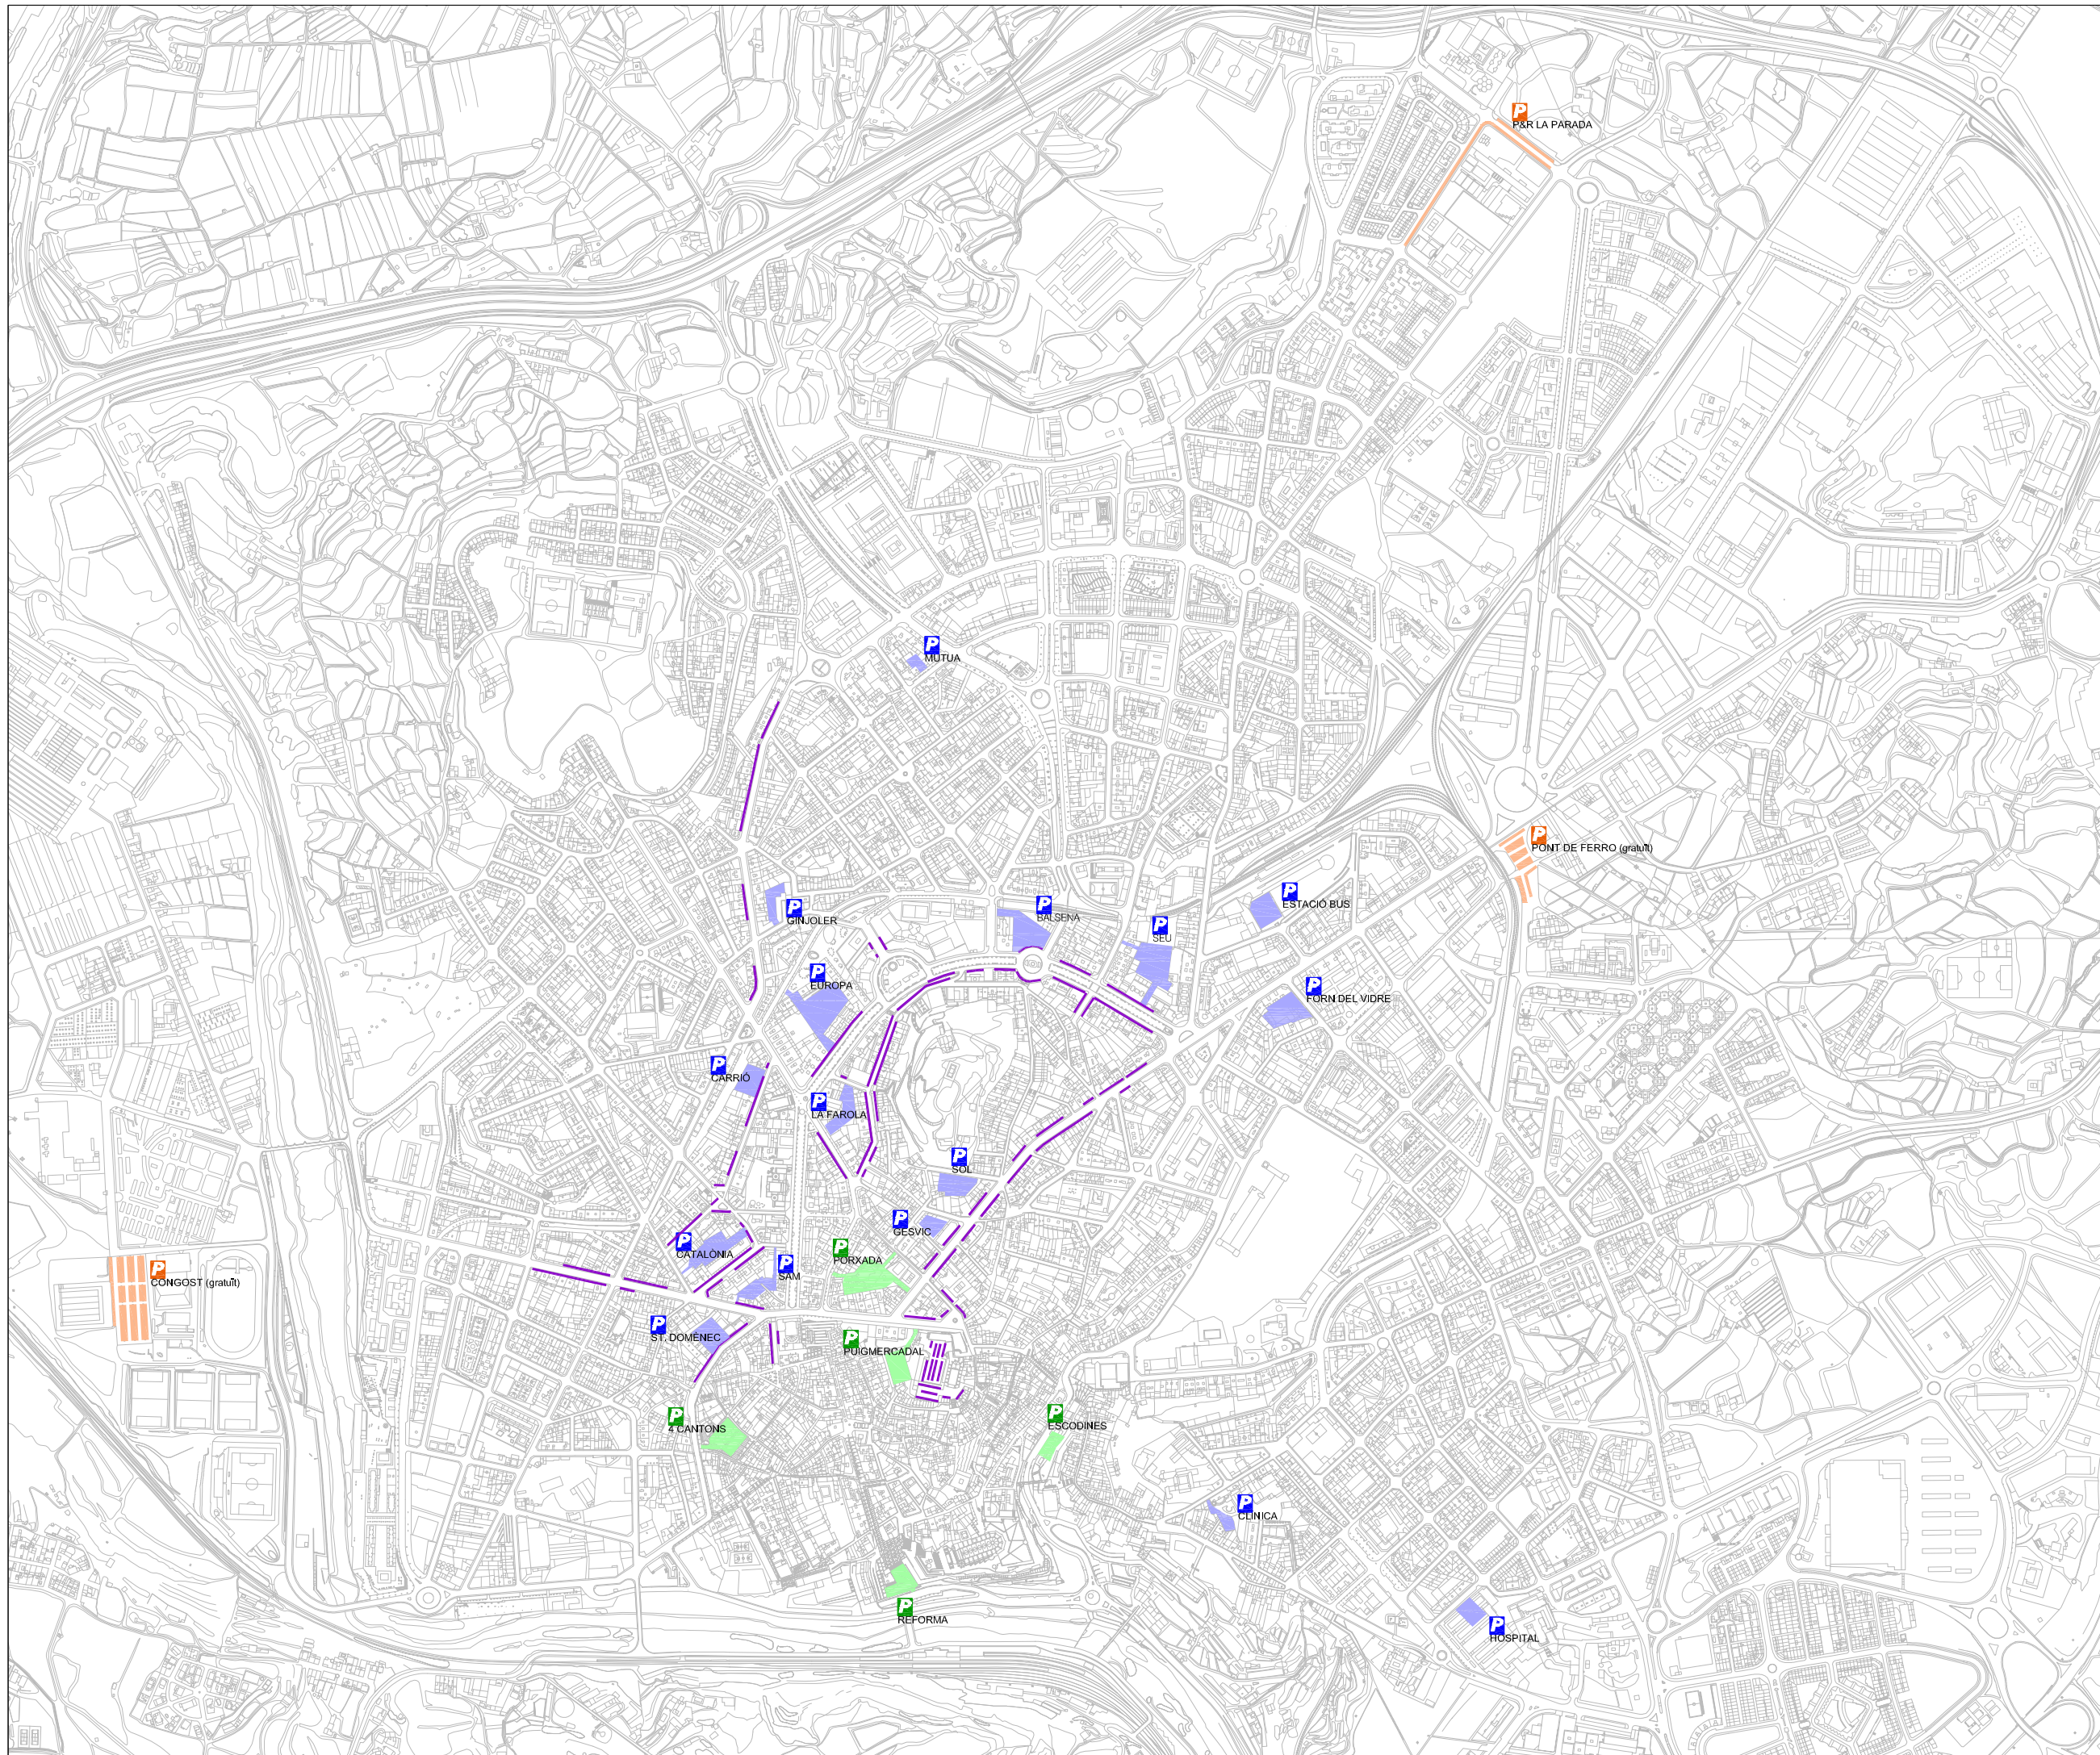 P
P&R LA PARADA
P
MÚTUA
P
PONT DE FERRO (gratuït)
P
GINJOLER
P
BALSENA
P
ESTACIÓ BUS
P
SEU
P
EUROPA
P
FORN DEL VIDRE
P
CARRIÓ
P
LA FAROLA
P
SOL
P
GESVIC
P
CATALÒNIA
P
PORXADA
P
SAM
P
CONGOST (gratuït)
P
ST. DOMÈNEC
P
PUIGMERCADAL
P
4 CANTONS
P
ESCODINES
P
CLÍNICA
P
REFORMA
P
HOSPITAL